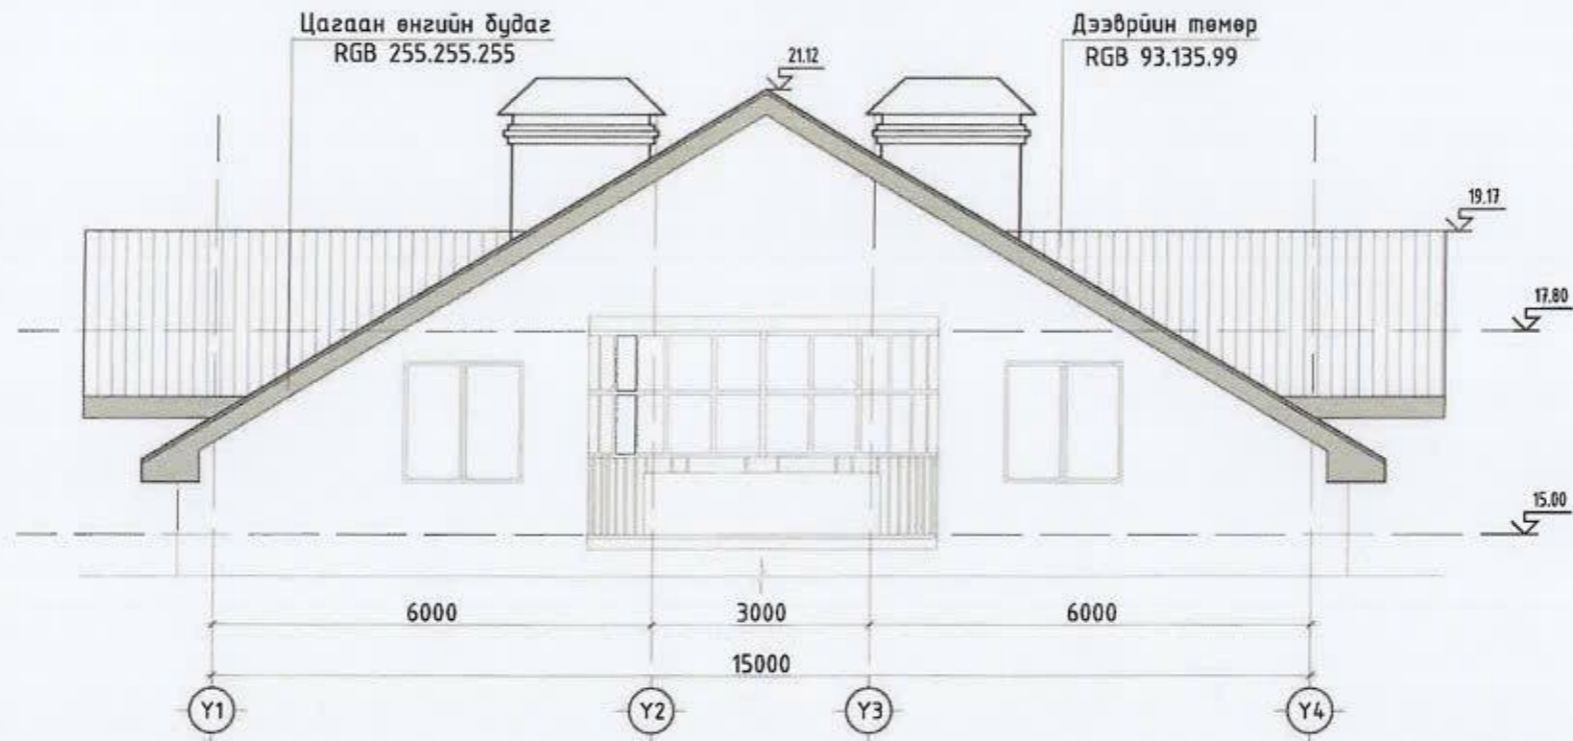 Цагаан өнгийн будаг
RGB 255.255.255
Дээврийн төмөр
RGB 93.135.99
21.12
19.17
17.80
15.00
6000
3000
6000
15000
Y1
Y2
Y3
Y4